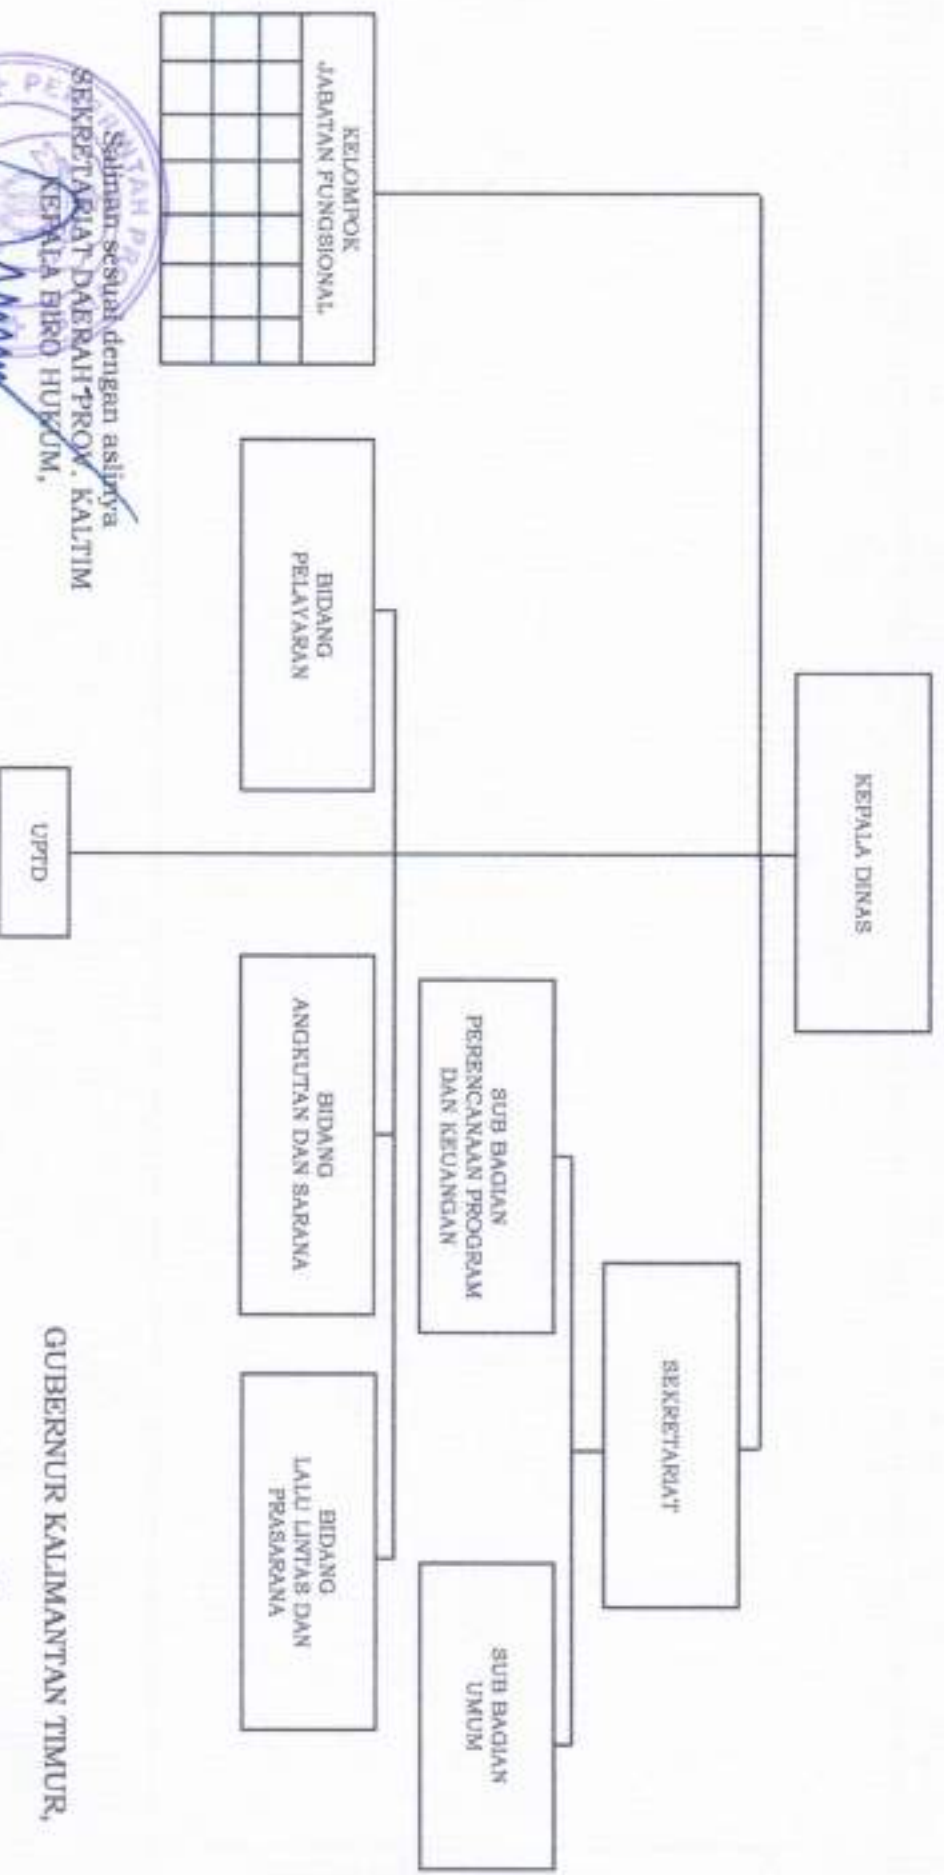 KEPALA DINAS
SEKRETARIAT
SUB BAGIAN
PERENCANAAN PROGRAM
DAN KEUANGAN
SUB BAGIAN
UMUM
KELOMPOK
JABATAN FUNGSIONAL
BIDANG
PELAYARAN
BIDANG
ANGKUTAN DAN SARANA
BIDANG
LALU LINTAS DAN
PRASARANA
UPTD
Salinan sesuai dengan aslinya
SEKRETARIAT DAERAH PROV. KALTIM
KEPALA BIRO HUKUM,
GUBERNUR KALIMANTAN TIMUR,